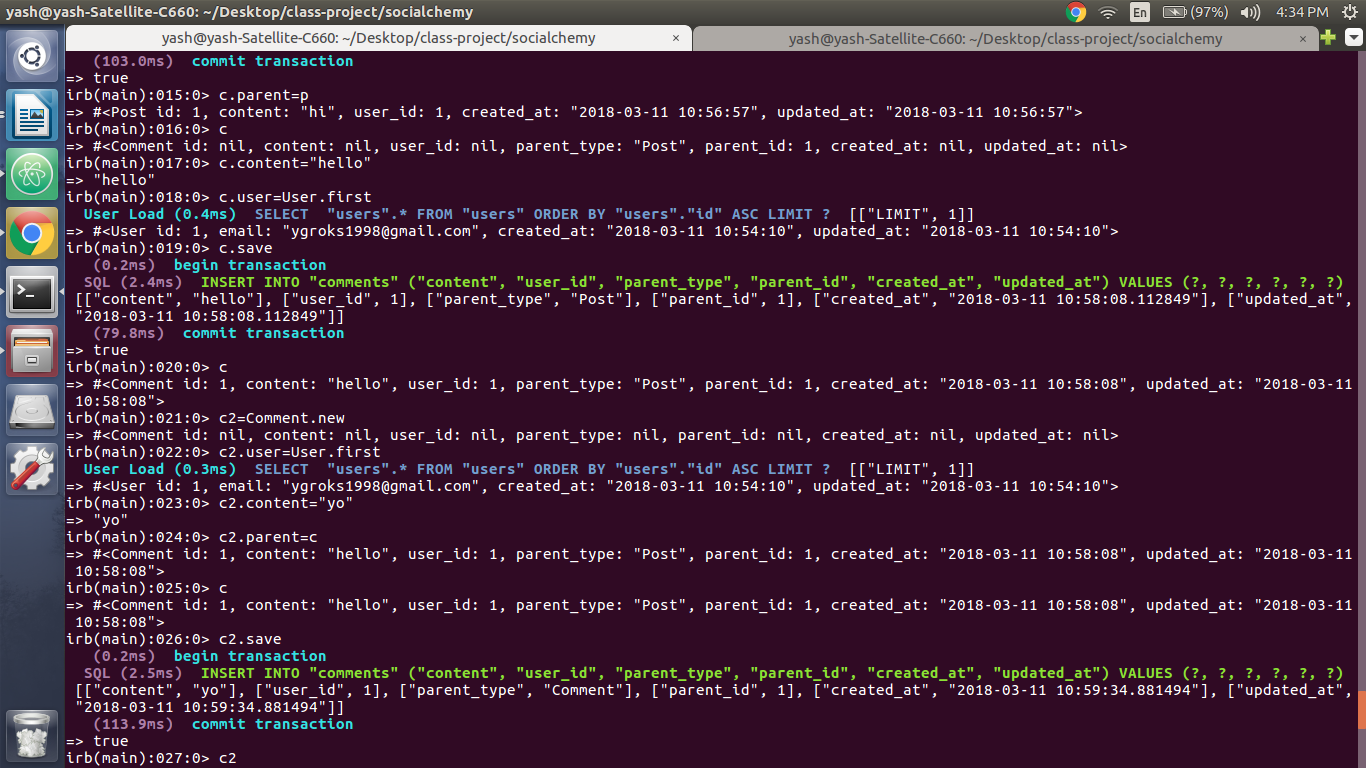 yash@yash-Satellite-C660: ~/Desktop/class-project/socialchemy
En
(97%)
4:34 PM
yash@yash-Satellite-C660: ~/Desktop/class-project/socialchemy ×
yash@yash-Satellite-C660: ~/Desktop/class-project/socialchemy ×
(103.0ms)  commit transaction
=> true
irb(main):015:0> c.parent=p
=> #<Post id: 1, content: "hi", user_id: 1, created_at: "2018-03-11 10:56:57", updated_at: "2018-03-11 10:56:57">
irb(main):016:0> c
=> #<Comment id: nil, content: nil, user_id: nil, parent_type: "Post", parent_id: 1, created_at: nil, updated_at: nil>
irb(main):017:0> c.content="hello"
=> "hello"
irb(main):018:0> c.user=User.first
User Load (0.4ms)  SELECT  "users".* FROM "users" ORDER BY "users"."id" ASC LIMIT ?  [["LIMIT", 1]]
=> #<User id: 1, email: "ygroks1998@gmail.com", created_at: "2018-03-11 10:54:10", updated_at: "2018-03-11 10:54:10">
irb(main):019:0> c.save
(0.2ms)  begin transaction
SQL (2.4ms)  INSERT INTO "comments" ("content", "user_id", "parent_type", "parent_id", "created_at", "updated_at") VALUES (?, ?, ?, ?, ?, ?)
[["content", "hello"], ["user_id", 1], ["parent_type", "Post"], ["parent_id", 1], ["created_at", "2018-03-11 10:58:08.112849"], ["updated_at",
"2018-03-11 10:58:08.112849"]]
(79.8ms)  commit transaction
=> true
irb(main):020:0> c
=> #<Comment id: 1, content: "hello", user_id: 1, parent_type: "Post", parent_id: 1, created_at: "2018-03-11 10:58:08", updated_at: "2018-03-11
10:58:08">
irb(main):021:0> c2=Comment.new
=> #<Comment id: nil, content: nil, user_id: nil, parent_type: nil, parent_id: nil, created_at: nil, updated_at: nil>
irb(main):022:0> c2.user=User.first
User Load (0.3ms)  SELECT  "users".* FROM "users" ORDER BY "users"."id" ASC LIMIT ?  [["LIMIT", 1]]
=> #<User id: 1, email: "ygroks1998@gmail.com", created_at: "2018-03-11 10:54:10", updated_at: "2018-03-11 10:54:10">
irb(main):023:0> c2.content="yo"
=> "yo"
irb(main):024:0> c2.parent=c
=> #<Comment id: 1, content: "hello", user_id: 1, parent_type: "Post", parent_id: 1, created_at: "2018-03-11 10:58:08", updated_at: "2018-03-11
10:58:08">
irb(main):025:0> c
=> #<Comment id: 1, content: "hello", user_id: 1, parent_type: "Post", parent_id: 1, created_at: "2018-03-11 10:58:08", updated_at: "2018-03-11
10:58:08">
irb(main):026:0> c2.save
(0.2ms)  begin transaction
SQL (2.5ms)  INSERT INTO "comments" ("content", "user_id", "parent_type", "parent_id", "created_at", "updated_at") VALUES (?, ?, ?, ?, ?, ?)
[["content", "yo"], ["user_id", 1], ["parent_type", "Comment"], ["parent_id", 1], ["created_at", "2018-03-11 10:59:34.881494"], ["updated_at",
"2018-03-11 10:59:34.881494"]]
(113.9ms)  commit transaction
=> true
irb(main):027:0> c2